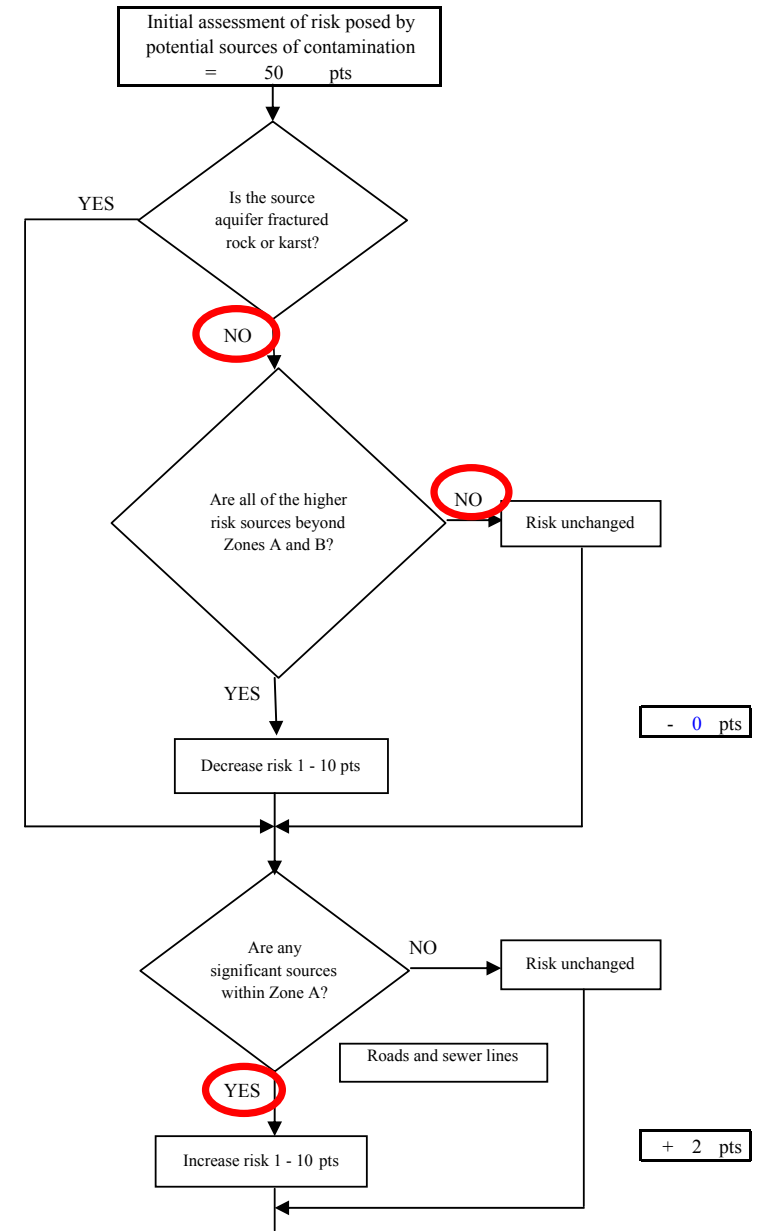 Initial assessment of risk posed by
potential sources of contamination
= 50 pts
YES
Is the source
aquifer fractured
rock or karst?
NO
Are all of the higher
risk sources beyond
Zones A and B?
NO
Risk unchanged
YES
- 0 pts
Decrease risk 1 - 10 pts
Are any
significant sources
within Zone A?
NO
Risk unchanged
Roads and sewer lines
YES
+ 2 pts
Increase risk 1 - 10 pts